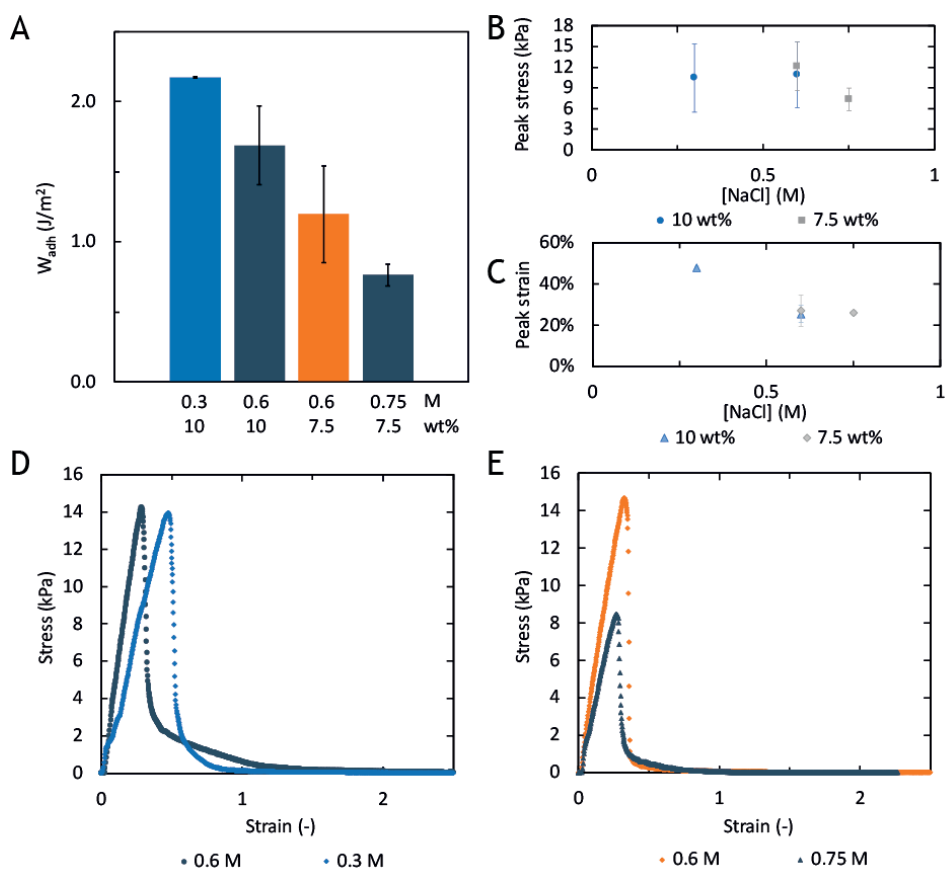 A
W_adh (J/m²)
2.0
1.0
0.0
0.3 0.6 0.6 0.75 M
10 10 7.5 7.5 wt%
B
Peak stress (kPa)
18
15
12
9
6
3
0
0 0.5 1
[NaCl] (M)
10 wt% 7.5 wt%
C
Peak strain
60%
40%
20%
0%
0 0.5 1
[NaCl] (M)
10 wt% 7.5 wt%
D
Stress (kPa)
16
14
12
10
8
6
4
2
0
0 1 2
Strain (-)
0.6 M 0.3 M
E
Stress (kPa)
16
14
12
10
8
6
4
2
0
0 1 2
Strain (-)
0.6 M 0.75 M